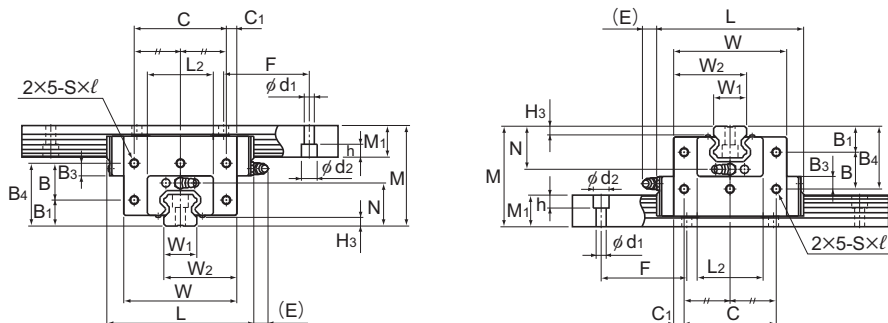 C
C1
L2
F
2×5-S×ℓ
φd1
M1
h
B3
φd2
M
B
B4
B1
N
H3
W1
W2
W
L
(E)
(E)
L
W
W2
W1
H3
N
B1
B4
B3
B
φd2
M
M1
h
φd1
2×5-S×ℓ
F
L2
C1
C